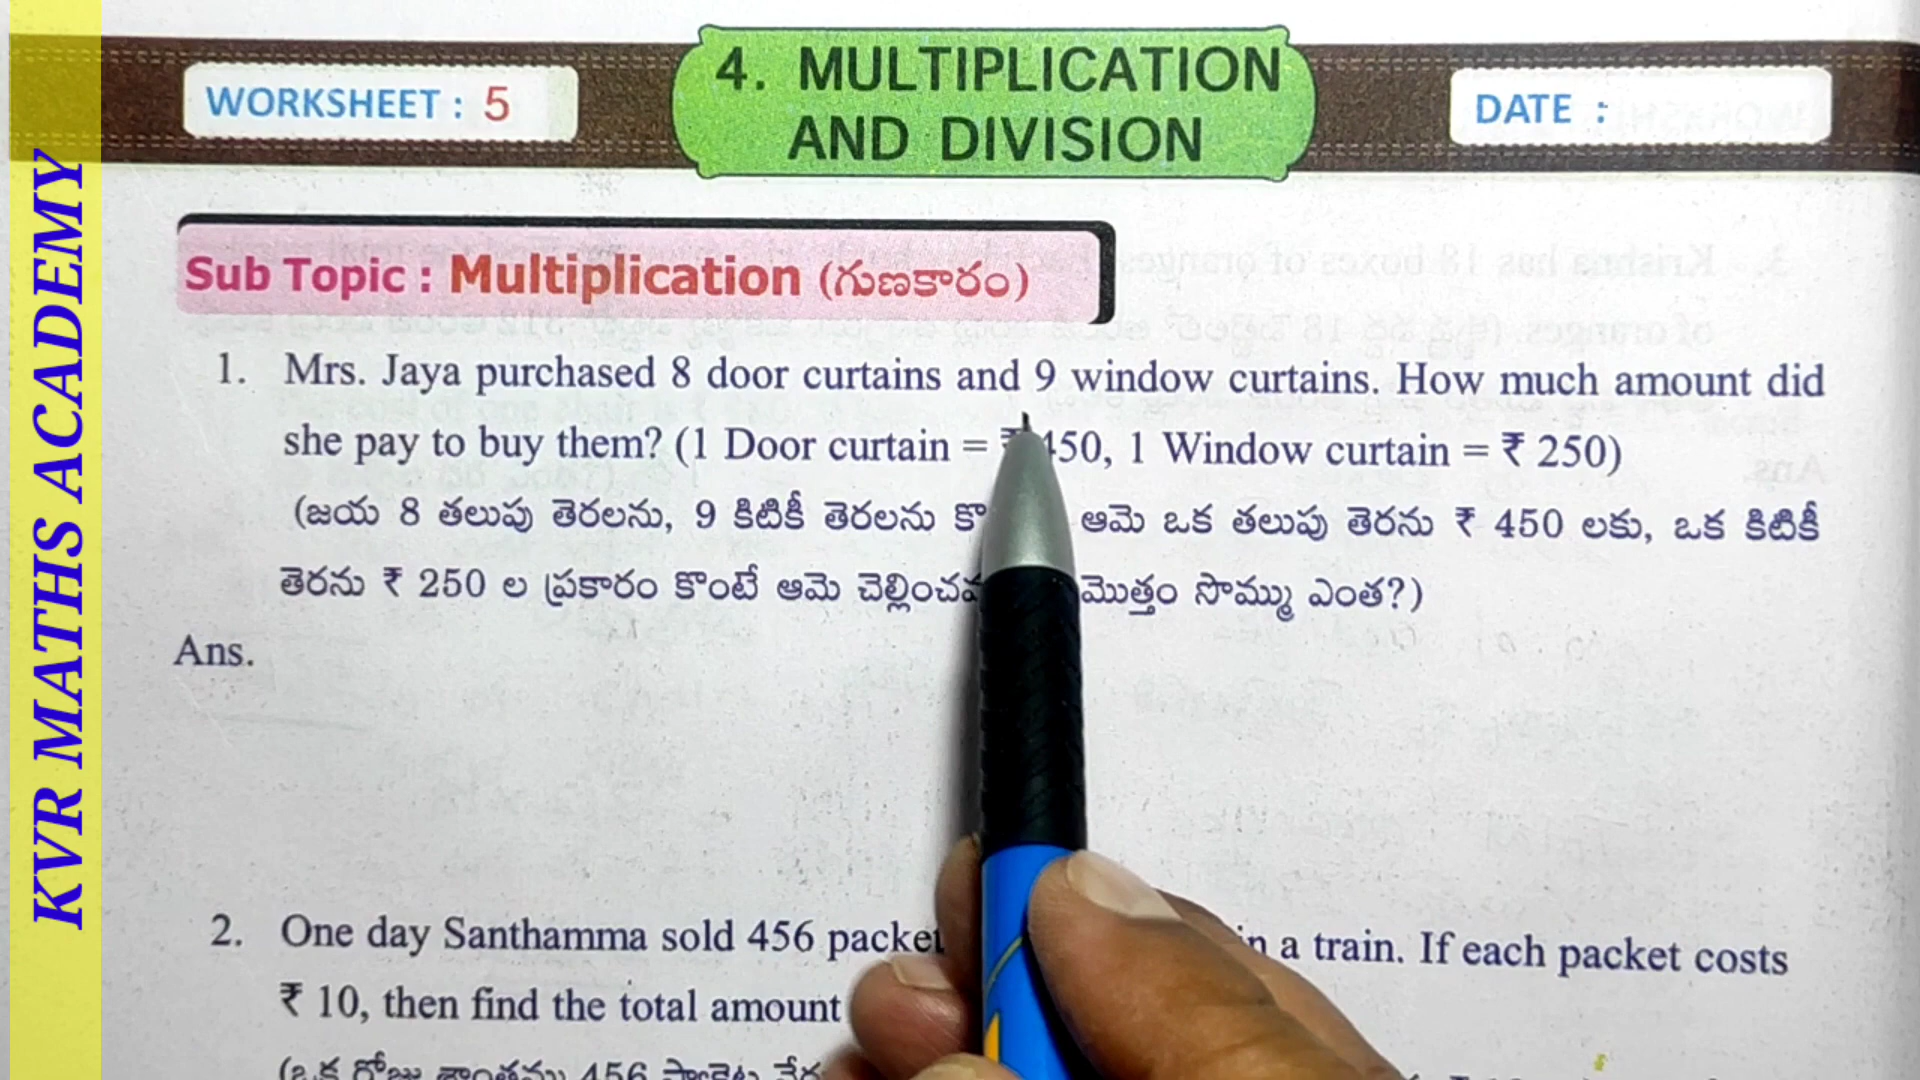 KVR MATHS ACADEMY
WORKSHEET : 5
4. MULTIPLICATION
AND DIVISION
DATE :
Sub Topic : Multiplication (గుణకారం)
1. Mrs. Jaya purchased 8 door curtains and 9 window curtains. How much amount did
she pay to buy them? (1 Door curtain = ₹ 450, 1 Window curtain = ₹ 250)
(జయ 8 తలుపు తెరలను, 9 కిటికీ తెరలను ఆమె ఒక తలుపు తెరను ₹ 450 లకు, ఒక కిటికీ
తెరను ₹ 250 ల ప్రకారం కొంటే ఆమె మొత్తం సొమ్ము ఎంత?)
Ans.
2. One day Santhamma sold 456 in a train. If each packet costs
₹ 10, then find the total amount
(ఒక రోజు 456